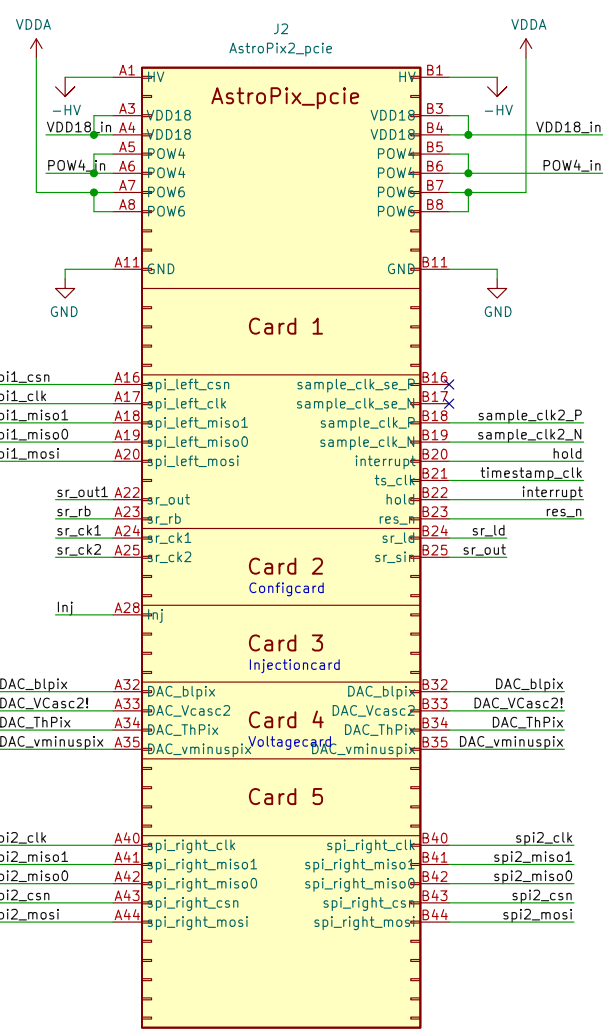 VDDA J2 VDDA
AstroPix2_pcie
A1 HV HV B1
AstroPix_pcie
-HV -HV
A3 VDD18 VDD18 B3
VDD18_in A4 VDD18 VDD18 B4 VDD18_in
A5 POW4 POW4 B5
POW4_in A6 POW4 POW4 B6 POW4_in
A7 POW6 POW6 B7
A8 POW6 POW6 B8
A11 GND GND B11
GND GND
Card 1
pi1_csn A16 spi_left_csn sample_clk_se_P B16
pi1_clk A17 spi_left_clk sample_clk_se_N B17
pi1_miso1 A18 spi_left_miso1 sample_clk_P B18 sample_clk2_P
pi1_miso0 A19 spi_left_miso0 sample_clk_N B19 sample_clk2_N
pi1_mosi A20 spi_left_mosi interrupt B20 hold
ts_clk B21 timestamp_clk
sr_out1 A22 sr_out hold B22 interrupt
sr_rb A23 sr_rb res_n B23 res_n
sr_ck1 A24 sr_ck1 sr_ld B24 sr_ld
sr_ck2 A25 sr_ck2 sr_sin B25 sr_out
Card 2
Configcard
Inj A28 Inj
Card 3
Injectioncard
DAC_blpix A32 DAC_blpix DAC_blpix B32 DAC_blpix
DAC_VCasc2! A33 DAC_Vcasc2 DAC_Vcasc2 B33 DAC_VCasc2!
Card 4
DAC_ThPix A34 DAC_ThPix DAC_ThPix B34 DAC_ThPix
Voltagecard
DAC_vminuspix A35 DAC_vminuspix DAC_vminuspix B35 DAC_vminuspix
Card 5
pi2_clk A40 spi_right_clk spi_right_clk B40 spi2_clk
pi2_miso1 A41 spi_right_miso1 spi_right_miso1 B41 spi2_miso1
pi2_miso0 A42 spi_right_miso0 spi_right_miso0 B42 spi2_miso0
pi2_csn A43 spi_right_csn spi_right_csn B43 spi2_csn
pi2_mosi A44 spi_right_mosi spi_right_mosi B44 spi2_mosi